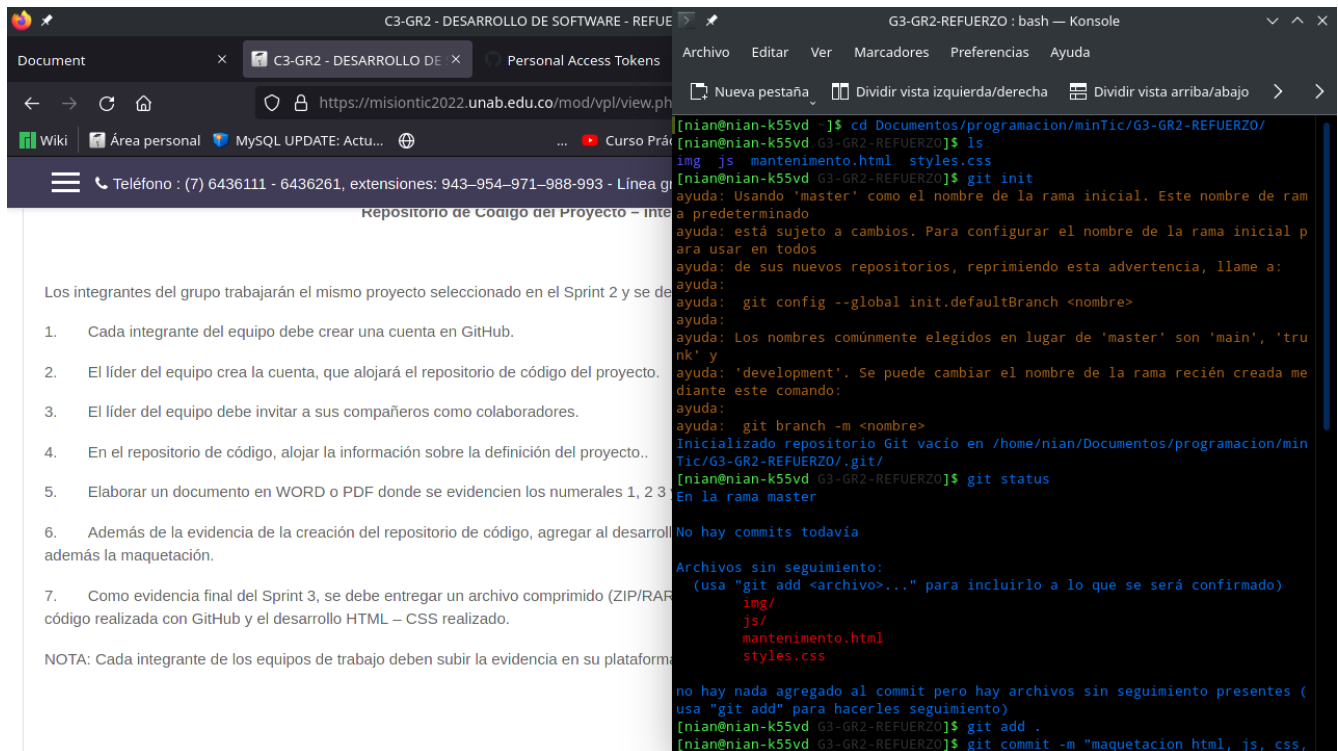 C3-GR2 - DESARROLLO DE SOFTWARE - REFUE
Document
C3-GR2 - DESARROLLO DE
Personal Access Tokens
https://misiontic2022.unab.edu.co/mod/vpl/view.ph
Wiki
Área personal
MySQL UPDATE: Actu...
...
Curso Prá
Teléfono : (7) 6436111 - 6436261, extensiones: 943–954–971–988-993 - Línea gr
Repositorio de Código del Proyecto – Inte
Los integrantes del grupo trabajarán el mismo proyecto seleccionado en el Sprint 2 y se de
1. Cada integrante del equipo debe crear una cuenta en GitHub.
2. El líder del equipo crea la cuenta, que alojará el repositorio de código del proyecto.
3. El líder del equipo debe invitar a sus compañeros como colaboradores.
4. En el repositorio de código, alojar la información sobre la definición del proyecto..
5. Elaborar un documento en WORD o PDF donde se evidencien los numerales 1, 2 3
6. Además de la evidencia de la creación del repositorio de código, agregar al desarroll
además la maquetación.
7. Como evidencia final del Sprint 3, se debe entregar un archivo comprimido (ZIP/RAR
código realizada con GitHub y el desarrollo HTML – CSS realizado.
NOTA: Cada integrante de los equipos de trabajo deben subir la evidencia en su plataforma
G3-GR2-REFUERZO : bash — Konsole
Archivo Editar Ver Marcadores Preferencias Ayuda
Nueva pestaña Dividir vista izquierda/derecha Dividir vista arriba/abajo
[nian@nian-k55vd ~]$ cd Documentos/programacion/minTic/G3-GR2-REFUERZO/
[nian@nian-k55vd G3-GR2-REFUERZO]$ ls
img js mantenimento.html styles.css
[nian@nian-k55vd G3-GR2-REFUERZO]$ git init
ayuda: Usando 'master' como el nombre de la rama inicial. Este nombre de ram
a predeterminado
ayuda: está sujeto a cambios. Para configurar el nombre de la rama inicial p
ara usar en todos
ayuda: de sus nuevos repositorios, reprimiendo esta advertencia, llame a:
ayuda:
ayuda: git config --global init.defaultBranch <nombre>
ayuda:
ayuda: Los nombres comúnmente elegidos en lugar de 'master' son 'main', 'tru
nk' y
ayuda: 'development'. Se puede cambiar el nombre de la rama recién creada me
diante este comando:
ayuda:
ayuda: git branch -m <nombre>
Inicializado repositorio Git vacío en /home/nian/Documentos/programacion/min
Tic/G3-GR2-REFUERZO/.git/
[nian@nian-k55vd G3-GR2-REFUERZO]$ git status
En la rama master
No hay commits todavía
Archivos sin seguimiento:
(usa "git add <archivo>..." para incluirlo a lo que se será confirmado)
img/
js/
mantenimento.html
styles.css
no hay nada agregado al commit pero hay archivos sin seguimiento presentes (
usa "git add" para hacerles seguimiento)
[nian@nian-k55vd G3-GR2-REFUERZO]$ git add .
[nian@nian-k55vd G3-GR2-REFUERZO]$ git commit -m "maquetacion html, js, css,